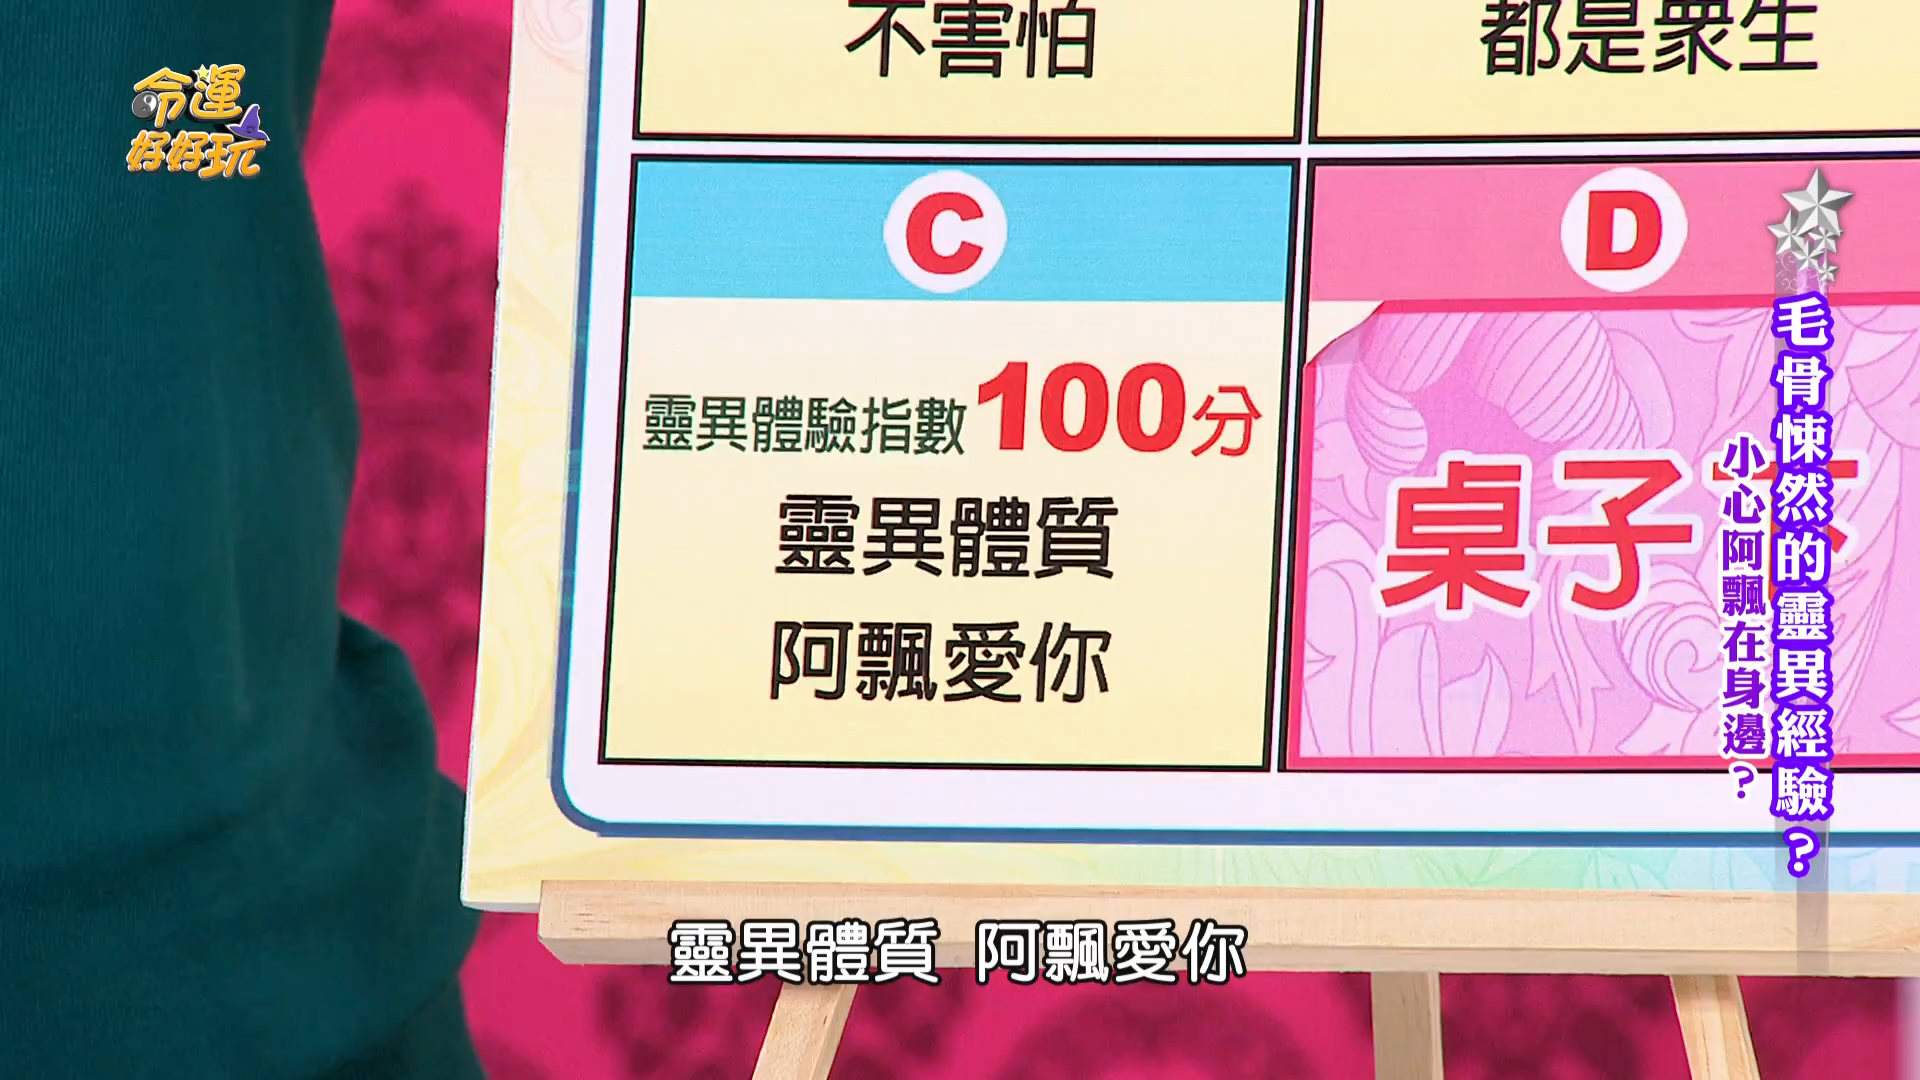 命運
好好玩
不害怕
都是衆生
C
D
靈異體驗指數100分
靈異體質
阿飄愛你
桌子
毛骨悚然的靈異經驗?
小心阿飄在身邊?
靈異體質 阿飄愛你